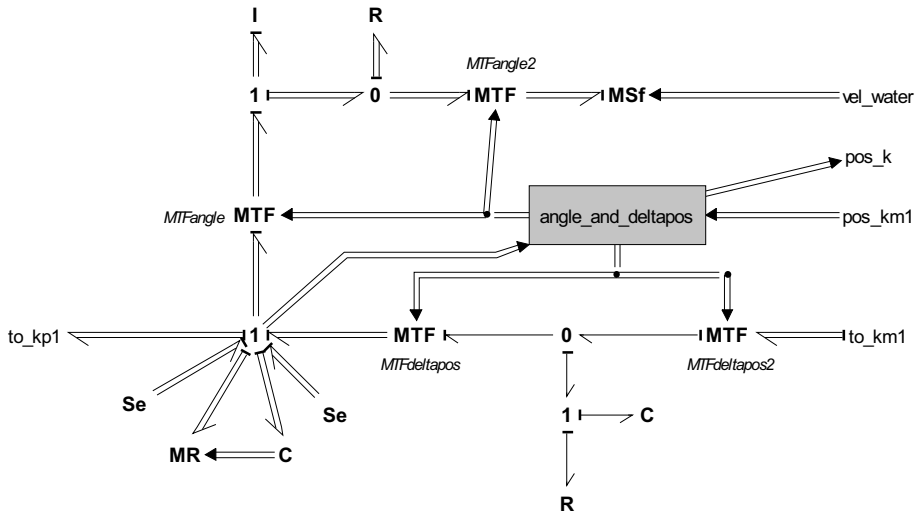 I R
MTFangle2
1 0 MTF MSf vel_water
pos_k
MTFangle MTF angle_and_deltapos pos_km1
to_kp1 1 MTF 0 MTF to_km1
MTFdeltapos MTFdeltapos2
Se Se
1 C
MR C
R